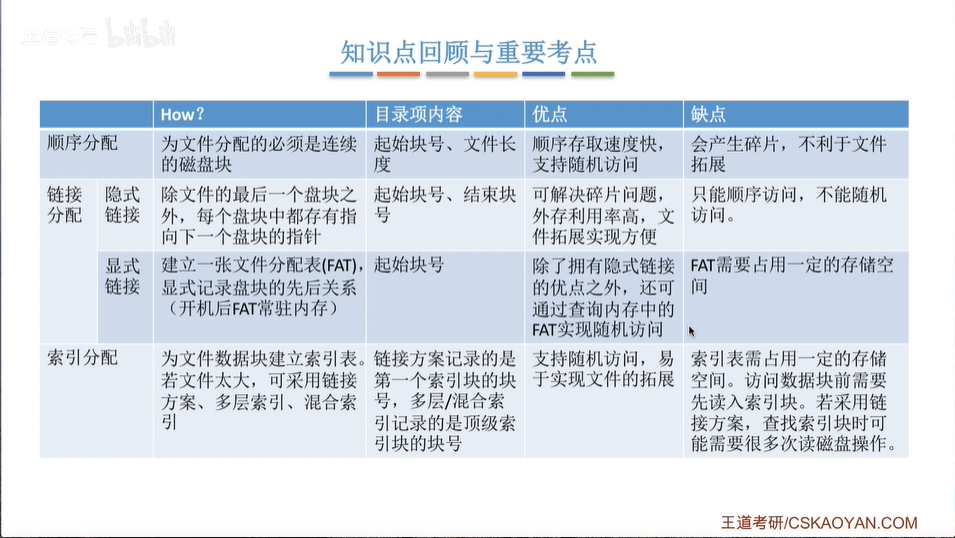 王道考研 bilibili
知识点回顾与重要考点
How?
目录项内容
优点
缺点
顺序分配
为文件分配的必须是连续
的磁盘块
起始块号、文件长
度
顺序存取速度快,
支持随机访问
会产生碎片,不利于文件
拓展
链接
分配
隐式
链接
除文件的最后一个盘块之
外,每个盘块中都存有指
向下一个盘块的指针
起始块号、结束块
号
可解决碎片问题,
外存利用率高,文
件拓展实现方便
只能顺序访问,不能随机
访问。
显式
链接
建立一张文件分配表(FAT),
显式记录盘块的先后关系
(开机后FAT常驻内存)
起始块号
除了拥有隐式链接
的优点之外,还可
通过查询内存中的
FAT实现随机访问
FAT需要占用一定的存储空
间
索引分配
为文件数据块建立索引表。
若文件太大,可采用链接
方案、多层索引、混合索
引
链接方案记录的是
第一个索引块的块
号,多层/混合索
引记录的是顶级索
引块的块号
支持随机访问,易
于实现文件的拓展
索引表需占用一定的存储
空间。访问数据块前需要
先读入索引块。若采用链
接方案,查找索引块时可
能需要很多次读磁盘操作。
王道考研/CSKAOYAN.COM